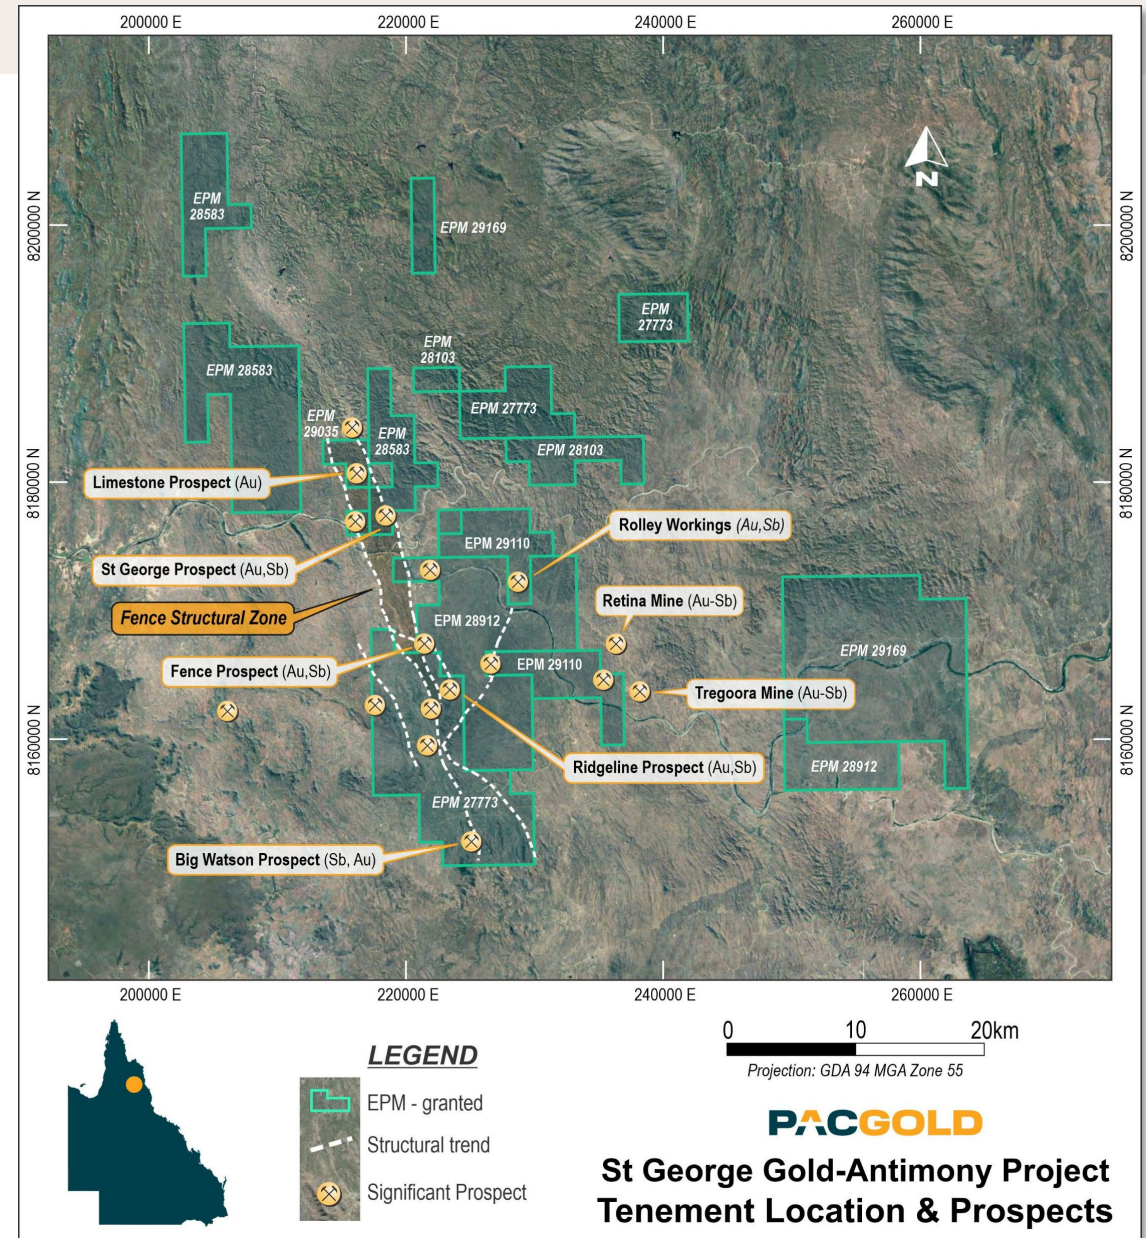 200000 E
220000 E
240000 E
260000 E
8200000 N
8200000 N
N
EPM
28583
EPM 29169
EPM
27773
EPM
28103
EPM 28583
EPM 27773
EPM
29035
EPM
28583
EPM 28103
8180000 N
8180000 N
Limestone Prospect (Au)
Rolley Workings (Au,Sb)
EPM 29110
St George Prospect (Au,Sb)
Retina Mine (Au-Sb)
Fence Structural Zone
EPM 28912
EPM 29169
Fence Prospect (Au,Sb)
EPM 29110
Tregoora Mine (Au-Sb)
8160000 N
8160000 N
Ridgeline Prospect (Au,Sb)
EPM 28912
EPM 27773
Big Watson Prospect (Sb, Au)
200000 E
220000 E
240000 E
260000 E
LEGEND
EPM - granted
Structural trend
Significant Prospect
0 10 20km
Projection: GDA 94 MGA Zone 55
PACGOLD
St George Gold-Antimony Project
Tenement Location & Prospects